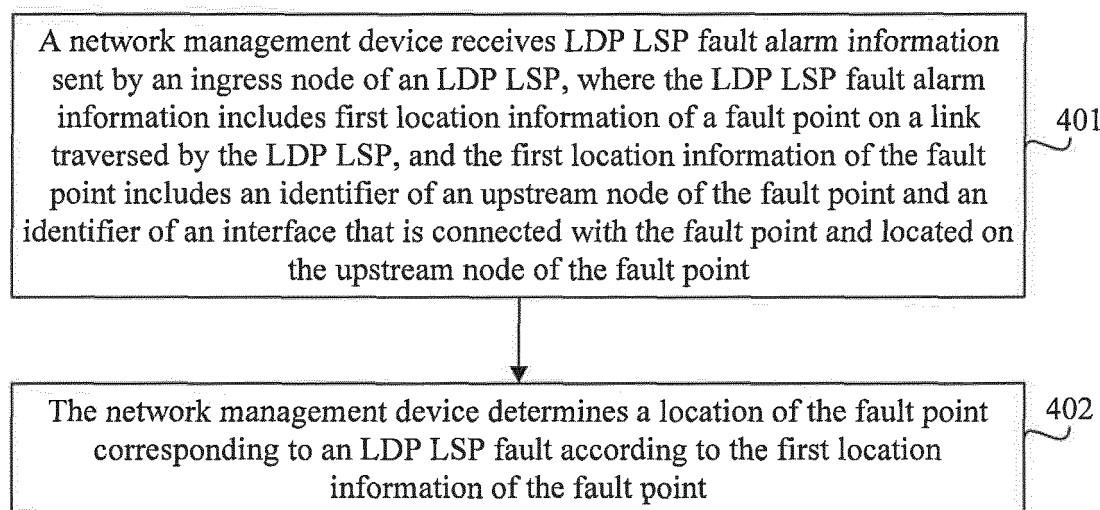 A network management device receives LDP LSP fault alarm information
sent by an ingress node of an LDP LSP, where the LDP LSP fault alarm
information includes first location information of a fault point on a link
traversed by the LDP LSP, and the first location information of the fault
point includes an identifier of an upstream node of the fault point and an
identifier of an interface that is connected with the fault point and located on
the upstream node of the fault point
401
The network management device determines a location of the fault point
corresponding to an LDP LSP fault according to the first location
information of the fault point
402